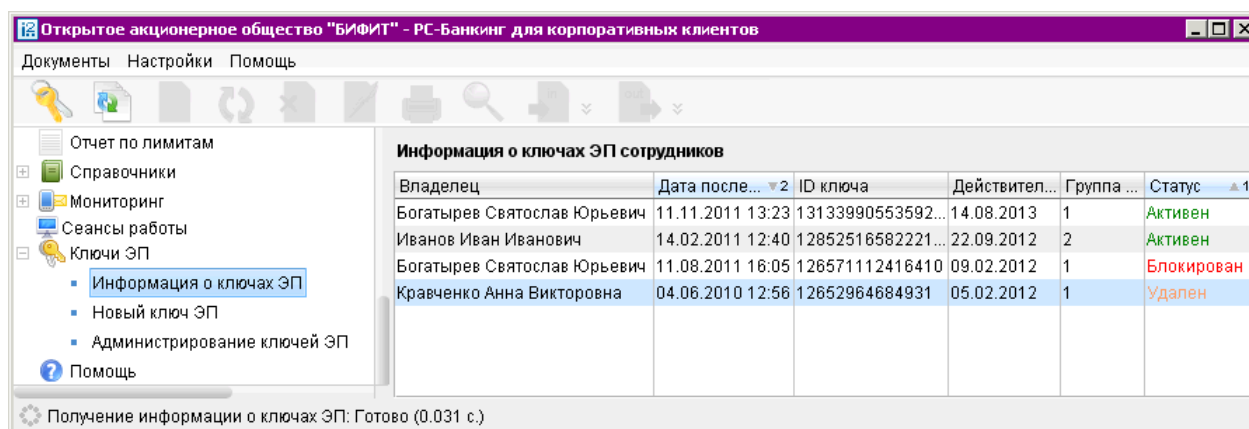 Открытое акционерное общество "БИФИТ" - РС-Банкинг для корпоративных клиентов
Документы Настройки Помощь
in out
Отчет по лимитам
Справочники
Мониторинг
Сеансы работы
Ключи ЭП
Информация о ключах ЭП
Новый ключ ЭП
Администрирование ключей ЭП
Помощь
Информация о ключах ЭП сотрудников
Владелец Дата после... 2 ID ключа Действител... Группа ... Статус 1
Богатырев Святослав Юрьевич 11.11.2011 13:23 13133990553592... 14.08.2013 1 Активен
Иванов Иван Иванович 14.02.2011 12:40 12852516582221... 22.09.2012 2 Активен
Богатырев Святослав Юрьевич 11.08.2011 16:05 126571112416410 09.02.2012 1 Блокирован
Кравченко Анна Викторовна 04.06.2010 12:56 12652964684931 05.02.2012 1 Удален
Получение информации о ключах ЭП: Готово (0.031 с.)